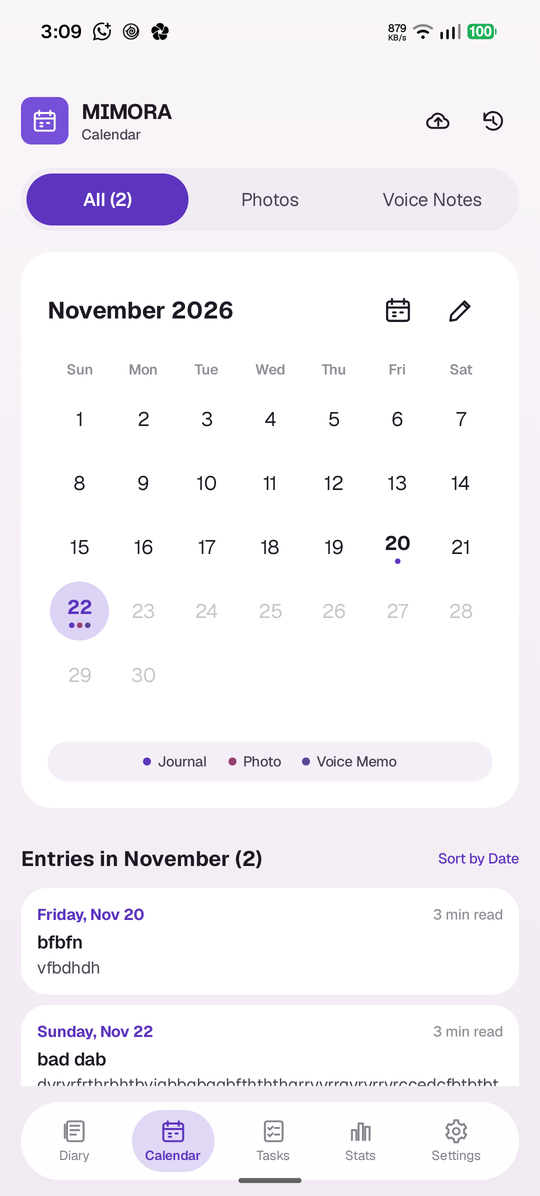 3:09
879
KB/s
100
MIMORA
Calendar
All (2)
Photos
Voice Notes
November 2026
Sun Mon Tue Wed Thu Fri Sat
1 2 3 4 5 6 7
8 9 10 11 12 13 14
15 16 17 18 19 20 21
22 23 24 25 26 27 28
29 30
Journal Photo Voice Memo
Entries in November (2)
Sort by Date
Friday, Nov 20
3 min read
bfbfn
vfbdhdh
Sunday, Nov 22
3 min read
bad dab
Diary Calendar Tasks Stats Settings